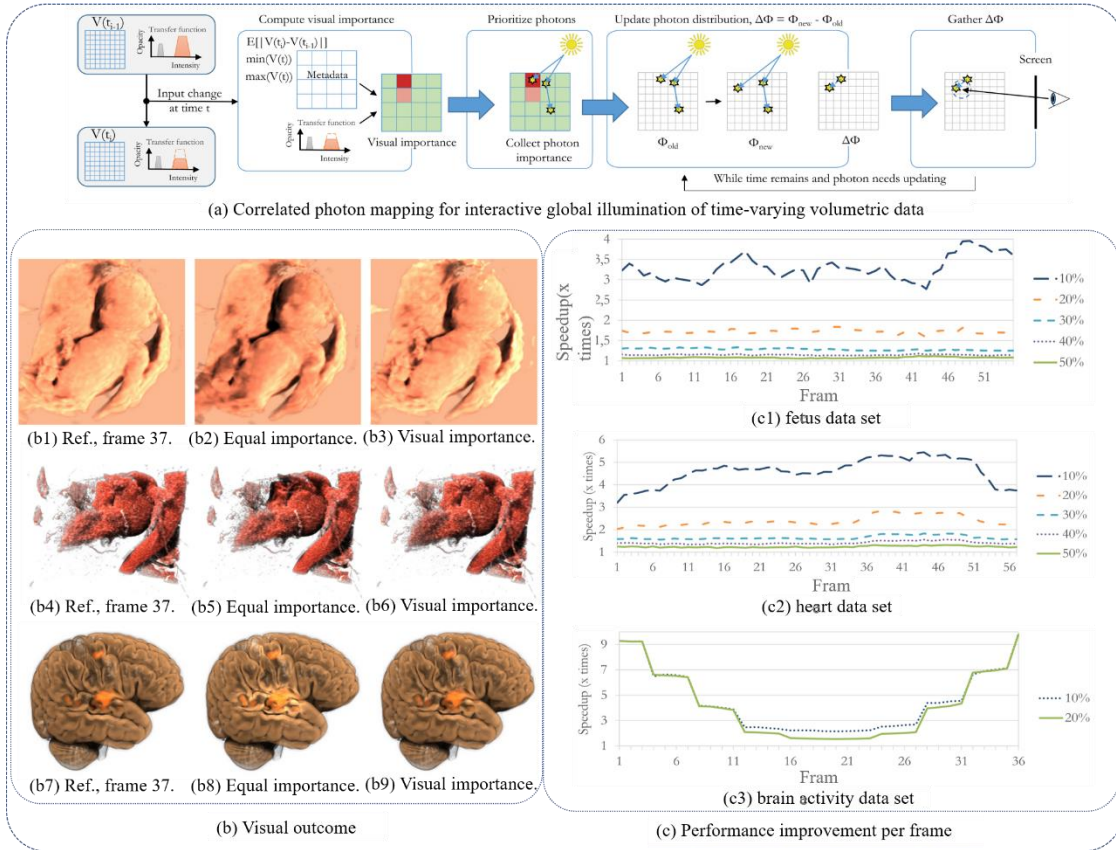 V(t_{i-1})
Opacity
Transfer function
Intensity
Input change
at time t
V(t_i)
Opacity
Transfer function
Intensity
Compute visual importance
E[|V(t_i)-V(t_{i-1})|]
min(V(t))
max(V(t))
Metadata
Opacity
Transfer function
Intensity
Visual importance
Prioritize photons
Collect photon
importance
Update photon distribution, ΔΦ = Φ_new - Φ_old
Φ_old
Φ_new
ΔΦ
Gather ΔΦ
Screen
While time remains and photon needs updating
(a) Correlated photon mapping for interactive global illumination of time-varying volumetric data
(b1) Ref., frame 37.
(b2) Equal importance.
(b3) Visual importance.
(b4) Ref., frame 37.
(b5) Equal importance.
(b6) Visual importance.
(b7) Ref., frame 37.
(b8) Equal importance.
(b9) Visual importance.
(b) Visual outcome
Speedup(x
times)
4
3,5
3
2,5
2
1,5
1
1 6 11 16 21 26 31 36 41 46 51
Fram
10%
20%
30%
40%
50%
(c1) fetus data set
Speedup (x times)
6
5
4
3
2
1
1 6 11 16 21 26 31 36 41 46 51 56
Fram
10%
20%
30%
40%
50%
(c2) heart data set
Speedup (x times)
9
7
5
3
1
1 6 11 16 21 26 31 36
Fram
10%
20%
(c3) brain activity data set
(c) Performance improvement per frame